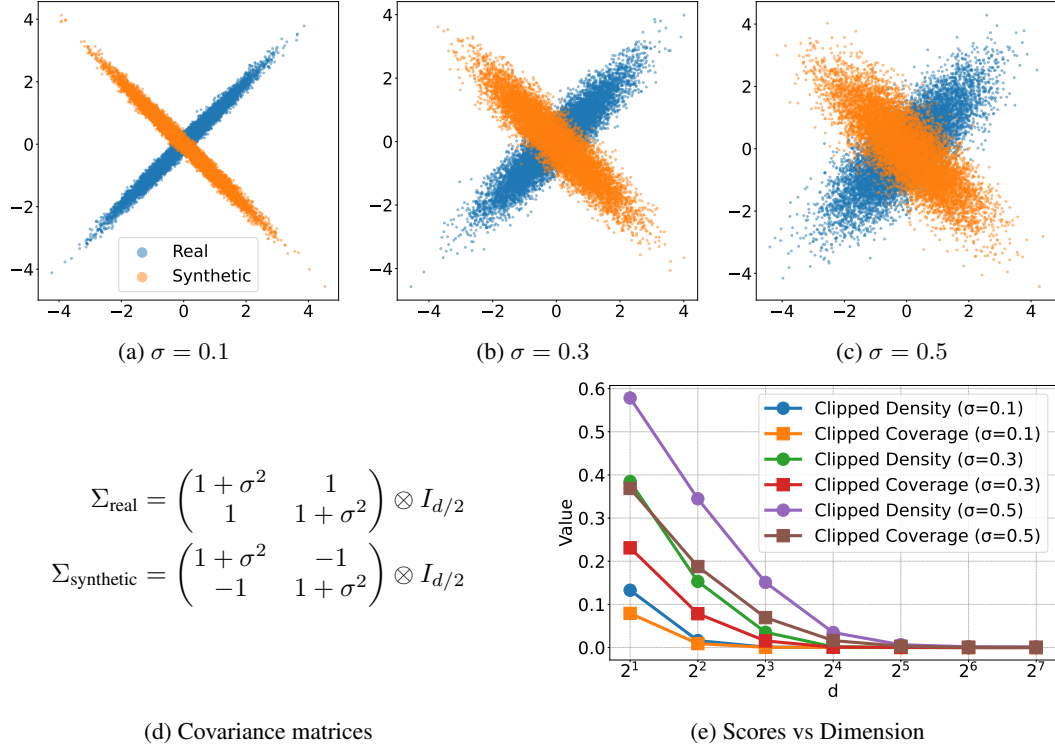 4
2
0
−2
−4
−4 −2 0 2 4
Real
Synthetic
(a) σ = 0.1
4
2
0
−2
−4
−4 −2 0 2 4
(b) σ = 0.3
4
2
0
−2
−4
−4 −2 0 2 4
(c) σ = 0.5
Σ_real = (1 + σ² 1
1 1 + σ²) ⊗ I_{d/2}
Σ_synthetic = (1 + σ² −1
−1 1 + σ²) ⊗ I_{d/2}
(d) Covariance matrices
0.6
0.5
0.4
0.3
0.2
0.1
0.0
Value
Clipped Density (σ=0.1)
Clipped Coverage (σ=0.1)
Clipped Density (σ=0.3)
Clipped Coverage (σ=0.3)
Clipped Density (σ=0.5)
Clipped Coverage (σ=0.5)
2¹ 2² 2³ 2⁴ 2⁵ 2⁶ 2⁷
d
(e) Scores vs Dimension